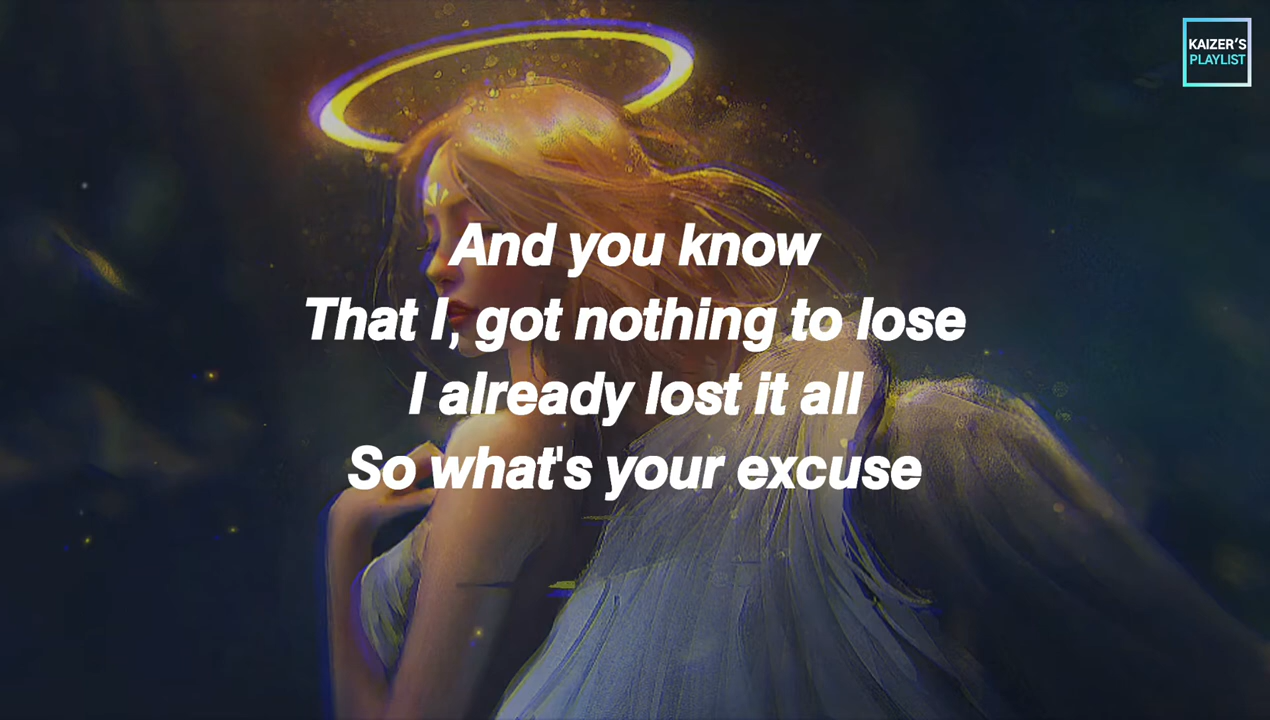 KAIZER'S
PLAYLIST
And you know
That I, got nothing to lose
I already lost it all
So what's your excuse